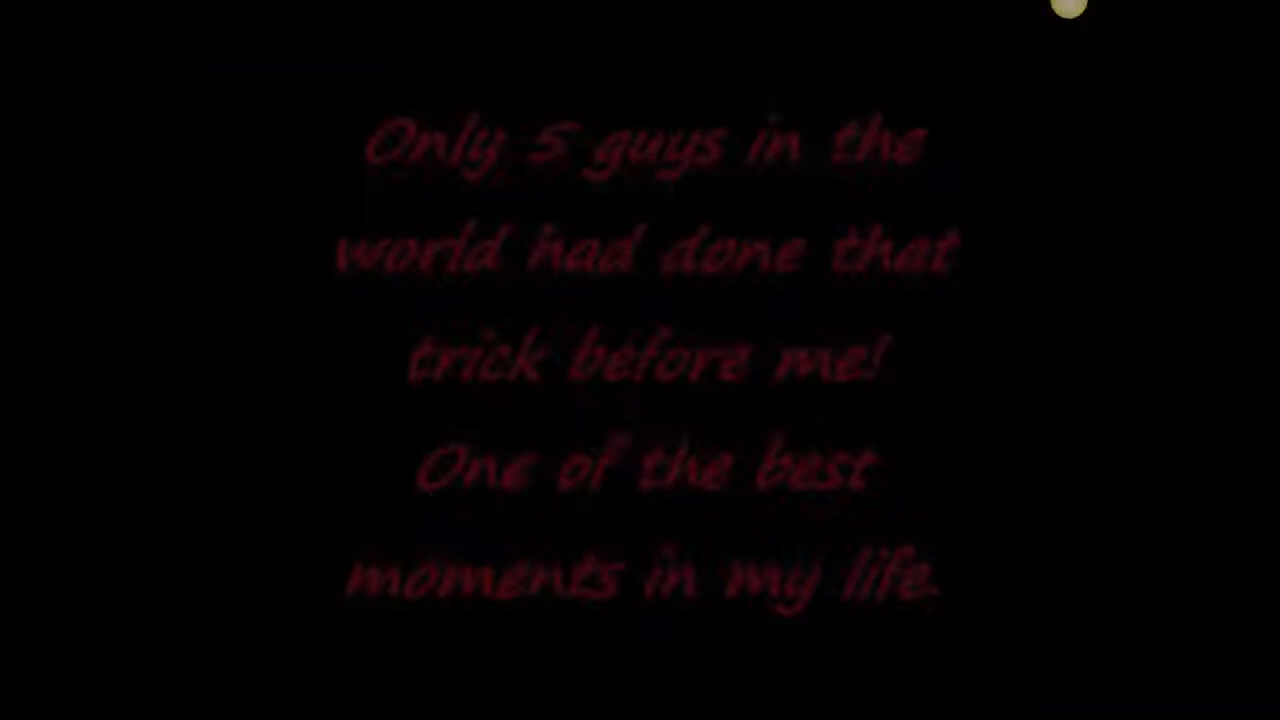 Only 5 guys in the
world had done that
trick before me!
One of the best
moments in my life.